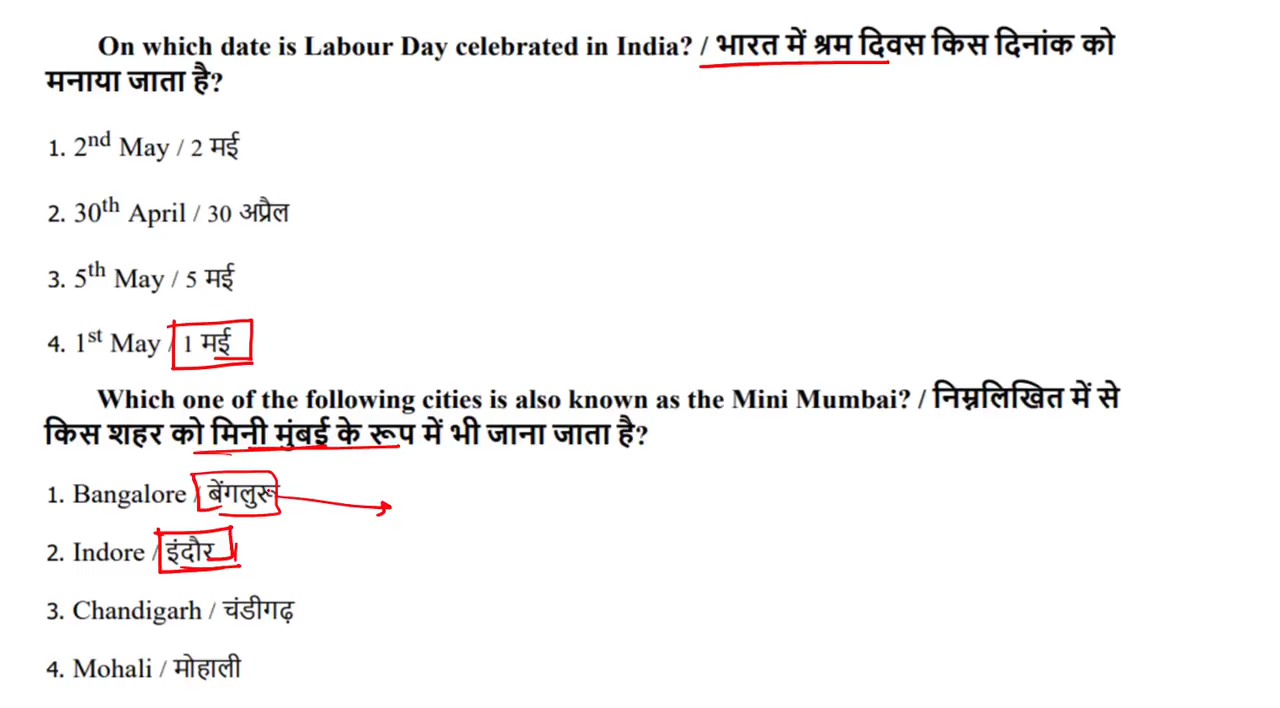 On which date is Labour Day celebrated in India? / भारत में श्रम दिवस किस दिनांक को
मनाया जाता है?
1. 2nd May / 2 मई
2. 30th April / 30 अप्रैल
3. 5th May / 5 मई
4. 1st May / 1 मई
Which one of the following cities is also known as the Mini Mumbai? / निम्नलिखित में से
किस शहर को मिनी मुंबई के रूप में भी जाना जाता है?
1. Bangalore / बेंगलुरू
2. Indore / इंदौर
3. Chandigarh / चंडीगढ़
4. Mohali / मोहाली